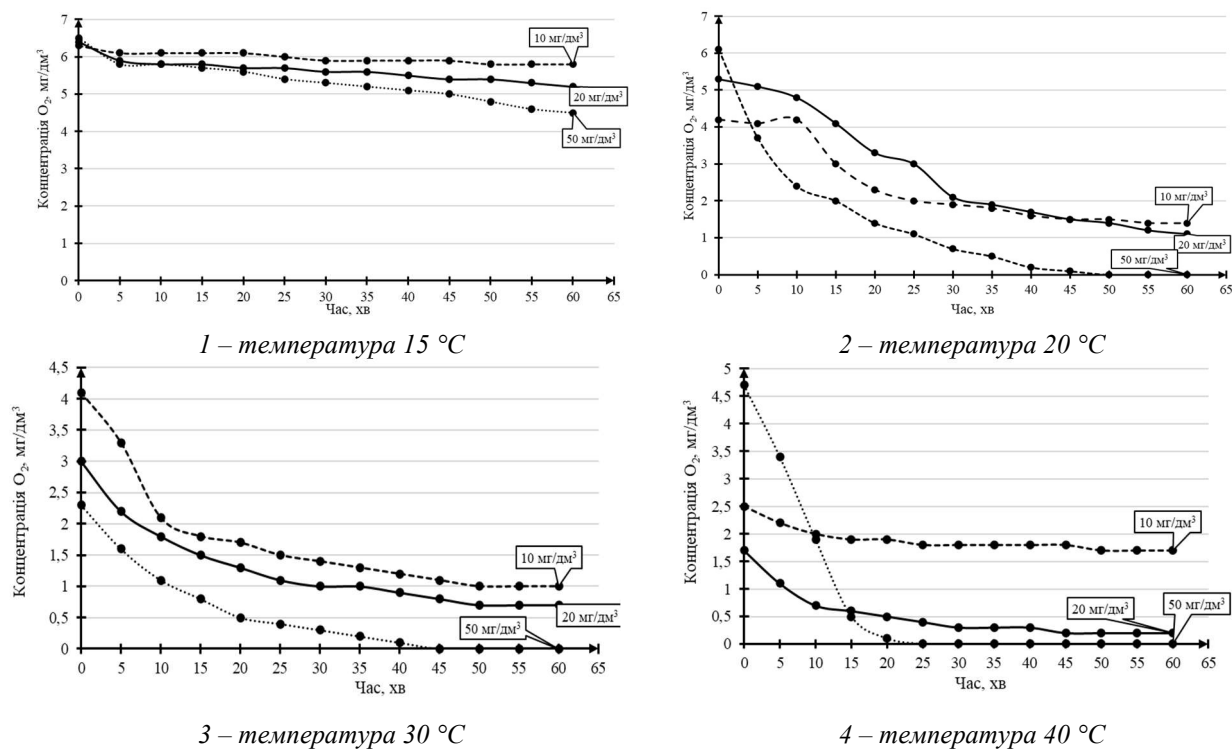 Концентрація O₂, мг/дм³
7
6
5
4
3
2
1
0
0 5 10 15 20 25 30 35 40 45 50 55 60 65
Час, хв
10 мг/дм³
20 мг/дм³
50 мг/дм³
1 – температура 15 °C
Концентрація O₂, мг/дм³
7
6
5
4
3
2
1
0
0 5 10 15 20 25 30 35 40 45 50 55 60 65
Час, хв
10 мг/дм³
20 мг/дм³
50 мг/дм³
2 – температура 20 °C
Концентрація O₂, мг/дм³
4,5
4
3,5
3
2,5
2
1,5
1
0,5
0
0 5 10 15 20 25 30 35 40 45 50 55 60 65
Час, хв
10 мг/дм³
50 мг/дм³
20 мг/дм³
3 – температура 30 °C
Концентрація O₂, мг/дм³
5
4,5
4
3,5
3
2,5
2
1,5
1
0,5
0
0 5 10 15 20 25 30 35 40 45 50 55 60 65
Час, хв
10 мг/дм³
20 мг/дм³
50 мг/дм³
4 – температура 40 °C